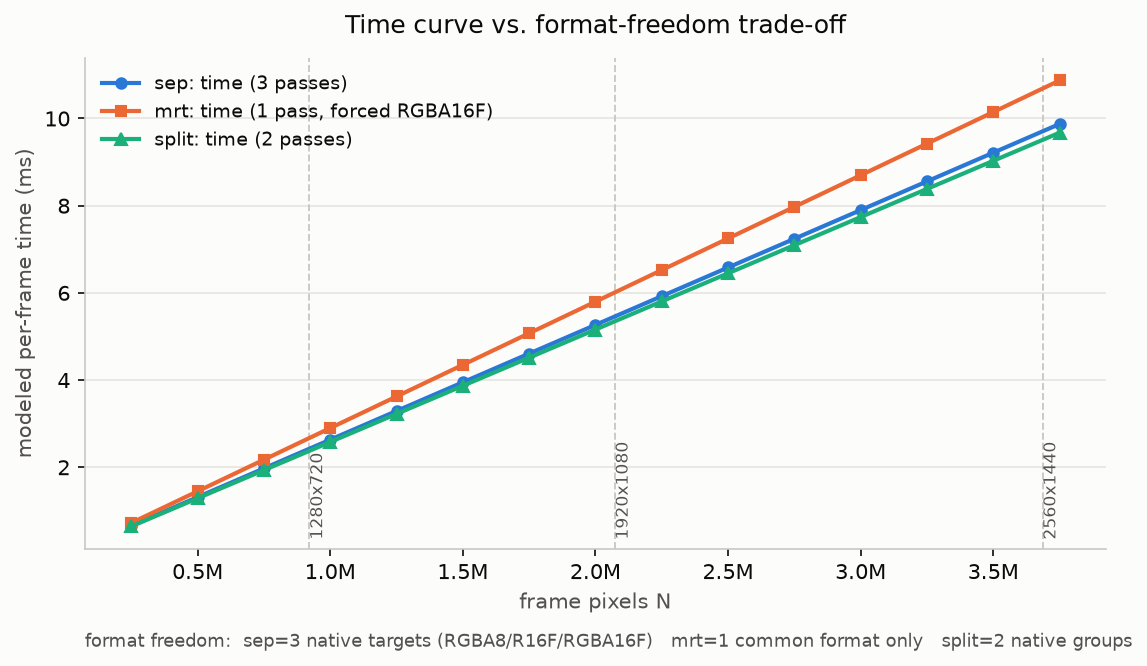 Time curve vs. format-freedom trade-off
sep: time (3 passes)
mrt: time (1 pass, forced RGBA16F)
split: time (2 passes)
modeled per-frame time (ms)
10
8
6
4
2
1280x720
1920x1080
2560x1440
0.5M 1.0M 1.5M 2.0M 2.5M 3.0M 3.5M
frame pixels N
format freedom: sep=3 native targets (RGBA8/R16F/RGBA16F) mrt=1 common format only split=2 native groups